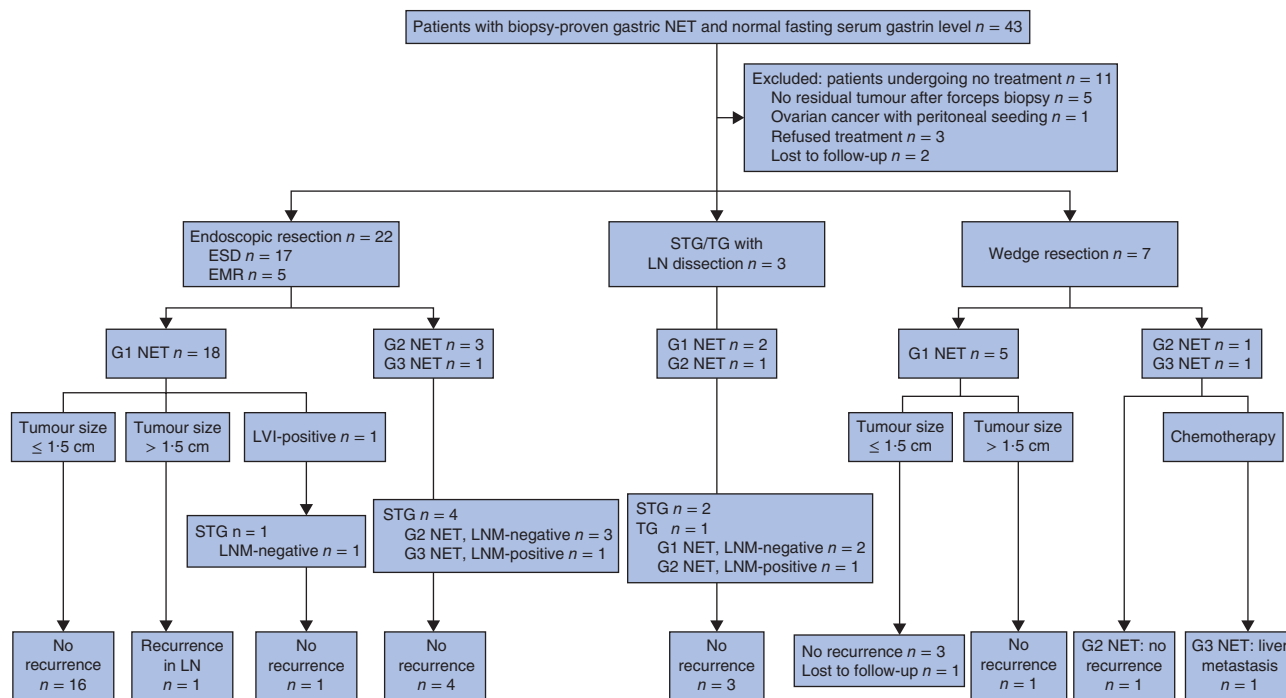 Patients with biopsy-proven gastric NET and normal fasting serum gastrin level n = 43
Excluded: patients undergoing no treatment n = 11
No residual tumour after forceps biopsy n = 5
Ovarian cancer with peritoneal seeding n = 1
Refused treatment n = 3
Lost to follow-up n = 2
Endoscopic resection n = 22
ESD n = 17
EMR n = 5
STG/TG with
LN dissection n = 3
Wedge resection n = 7
G1 NET n = 18
G2 NET n = 3
G3 NET n = 1
G1 NET n = 2
G2 NET n = 1
G1 NET n = 5
G2 NET n = 1
G3 NET n = 1
Tumour size
≤ 1·5 cm
Tumour size
> 1·5 cm
LVI-positive n = 1
Tumour size
≤ 1·5 cm
Tumour size
> 1·5 cm
Chemotherapy
STG n = 1
LNM-negative n = 1
STG n = 4
G2 NET, LNM-negative n = 3
G3 NET, LNM-positive n = 1
STG n = 2
TG n = 1
G1 NET, LNM-negative n = 2
G2 NET, LNM-positive n = 1
No
recurrence
n = 16
Recurrence
in LN
n = 1
No
recurrence
n = 1
No
recurrence
n = 4
No
recurrence
n = 3
No recurrence n = 3
Lost to follow-up n = 1
No
recurrence
n = 1
G2 NET: no
recurrence
n = 1
G3 NET: liver
metastasis
n = 1